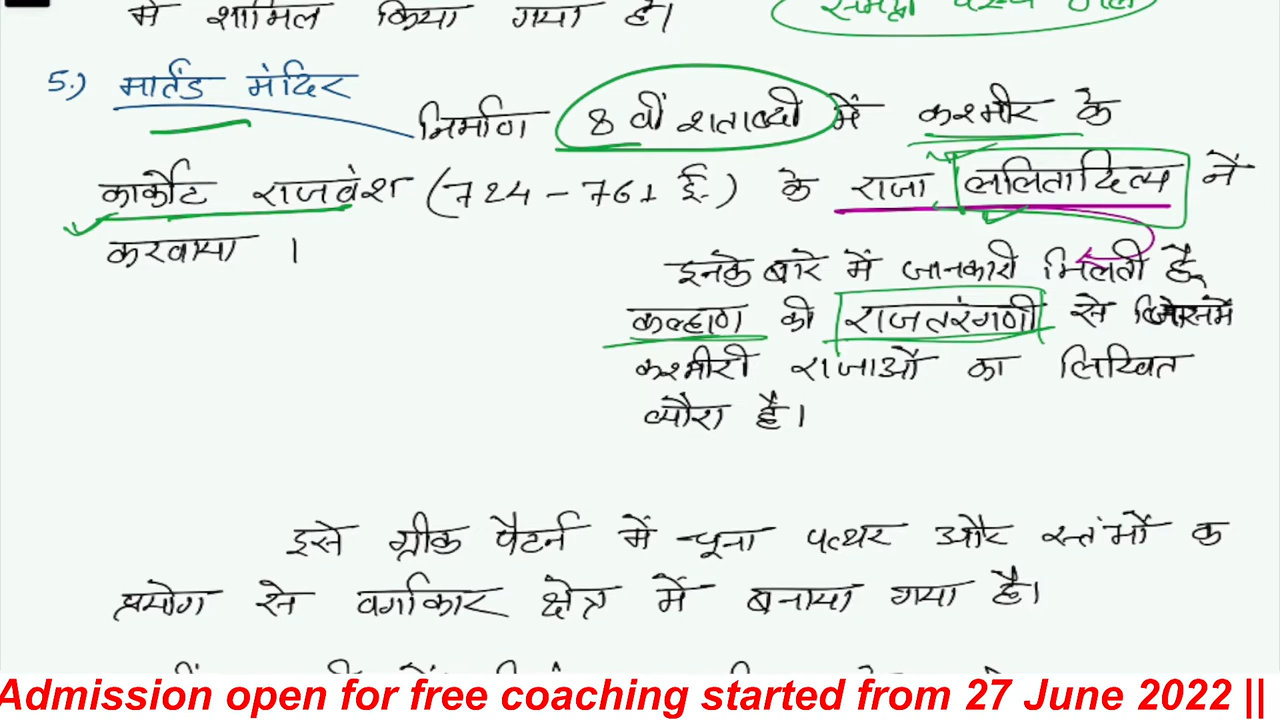 में शामिल किया गया है।
5.) मार्तंड मंदिर
निर्माण 8 वीं शताब्दी में कश्मीर के
कार्कोट राजवंश (724 - 761 ई.) के राजा ललितादित्य ने
करवाया ।
इनके बारे में जानकारी मिलती है
कल्हाण की राजतरंगणी से जिसमें
कश्मीरी राजाओं का लिखित
ब्यौरा है।
इसे ग्रीक पैटर्न में चूना पत्थर और स्तंभों क
प्रयोग से वर्गाकार क्षेत्र में बनाया गया है।
Admission open for free coaching started from 27 June 2022 ||